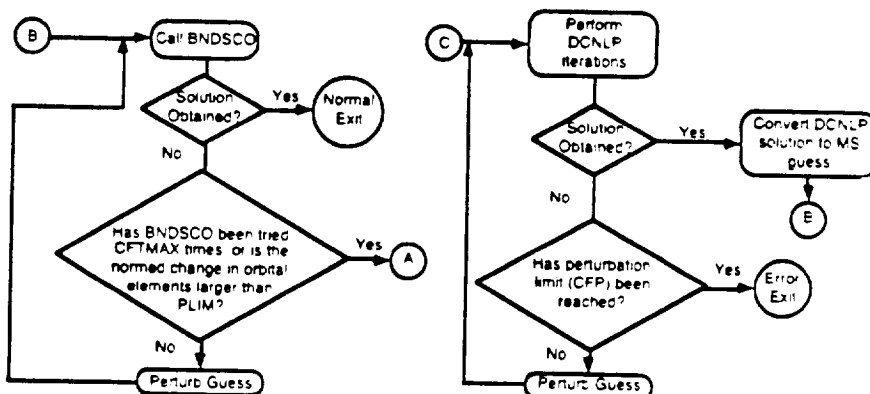 B
Call BNDSCO
Solution
Obtained?
Yes
Normal
Exit
No
Has BNDSCO been tried
CFTMAX times, or is the
normed change in orbital
elements larger than
PLIM?
Yes
A
No
Perturb Guess
C
Perform
DCNLP
iterations
Solution
Obtained?
Yes
Convert DCNLP
solution to MS
guess
B
No
Has perturbation
limit (CFP) been
reached?
Yes
Error
Exit
No
Perturb Guess